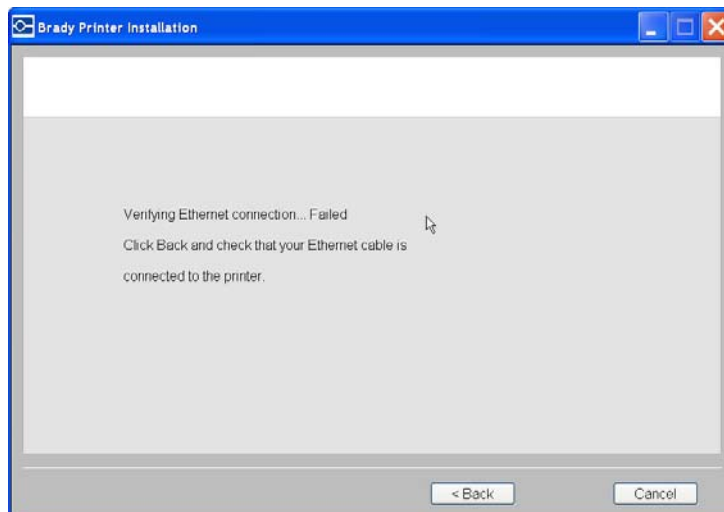 Brady Printer Installation
Verifying Ethernet connection... Failed
Click Back and check that your Ethernet cable is
connected to the printer.
< Back
Cancel